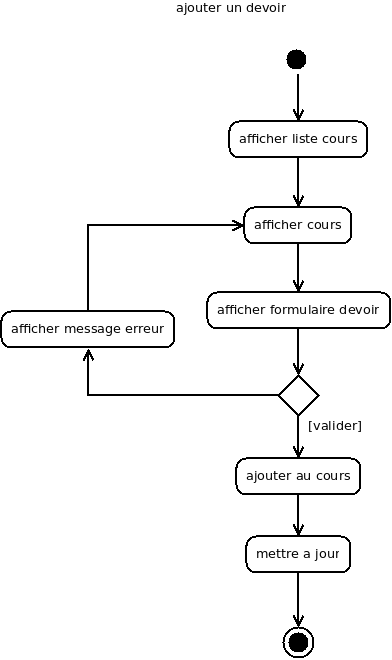 ajouter un devoir
afficher liste cours
afficher cours
afficher formulaire devoir
afficher message erreur
[valider]
ajouter au cours
mettre a jour